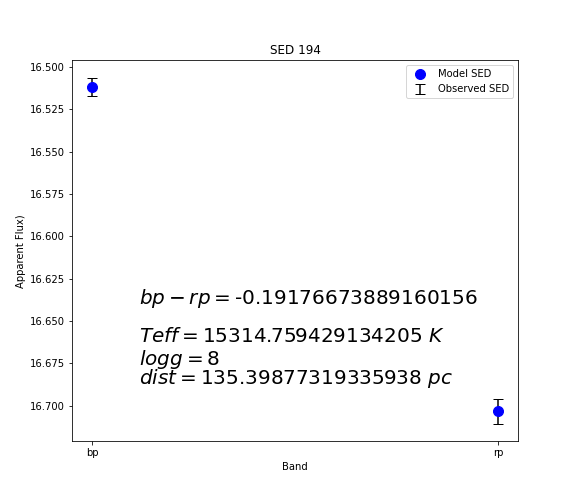 SED 194
16.500
16.525
16.550
16.575
16.600
16.625
16.650
16.675
16.700
Apparent Flux)
Model SED
Observed SED
bp − rp = -0.19176673889160156
Teff = 15314.759429134205 K
logg = 8
dist = 135.39877319335938 pc
bp
rp
Band